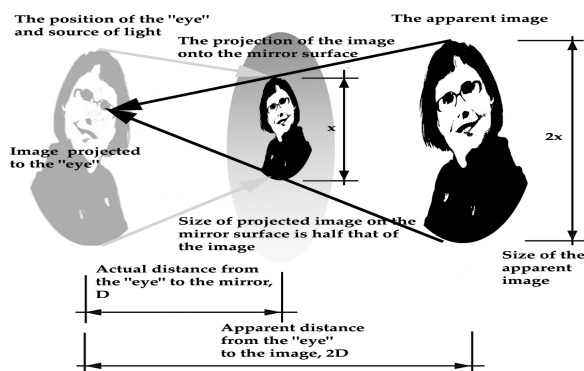 The position of the "eye"
and source of light
The projection of the image
onto the mirror surface
The apparent image
Image projected
to the "eye"
x
2x
Size of projected image on the
mirror surface is half that of
the image
Size of the
apparent
image
Actual distance from
the "eye" to the mirror,
D
Apparent distance
from the "eye"
to the image, 2D